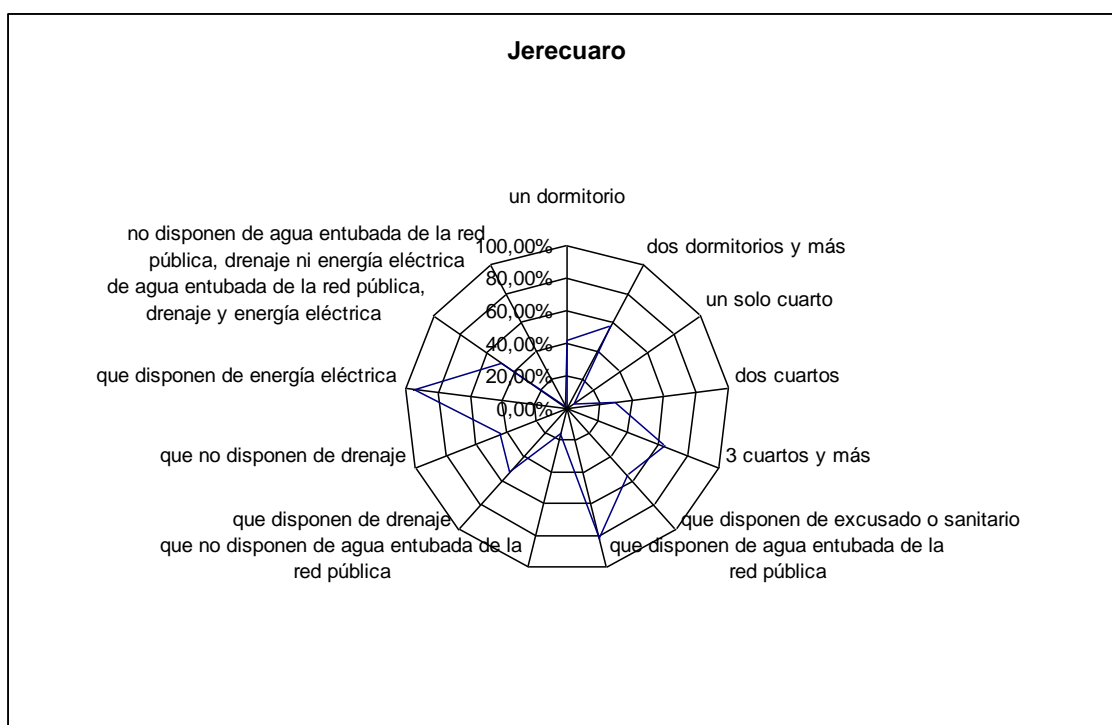 Jerecuaro
un dormitorio
dos dormitorios y más
un solo cuarto
dos cuartos
3 cuartos y más
que disponen de excusado o sanitario
que disponen de agua entubada de la
red pública
que no disponen de agua entubada de la
red pública
que disponen de drenaje
que no disponen de drenaje
que disponen de energía eléctrica
de agua entubada de la red pública,
drenaje y energía eléctrica
no disponen de agua entubada de la red
pública, drenaje ni energía eléctrica
100,00%
80,00%
60,00%
40,00%
20,00%
0,00%